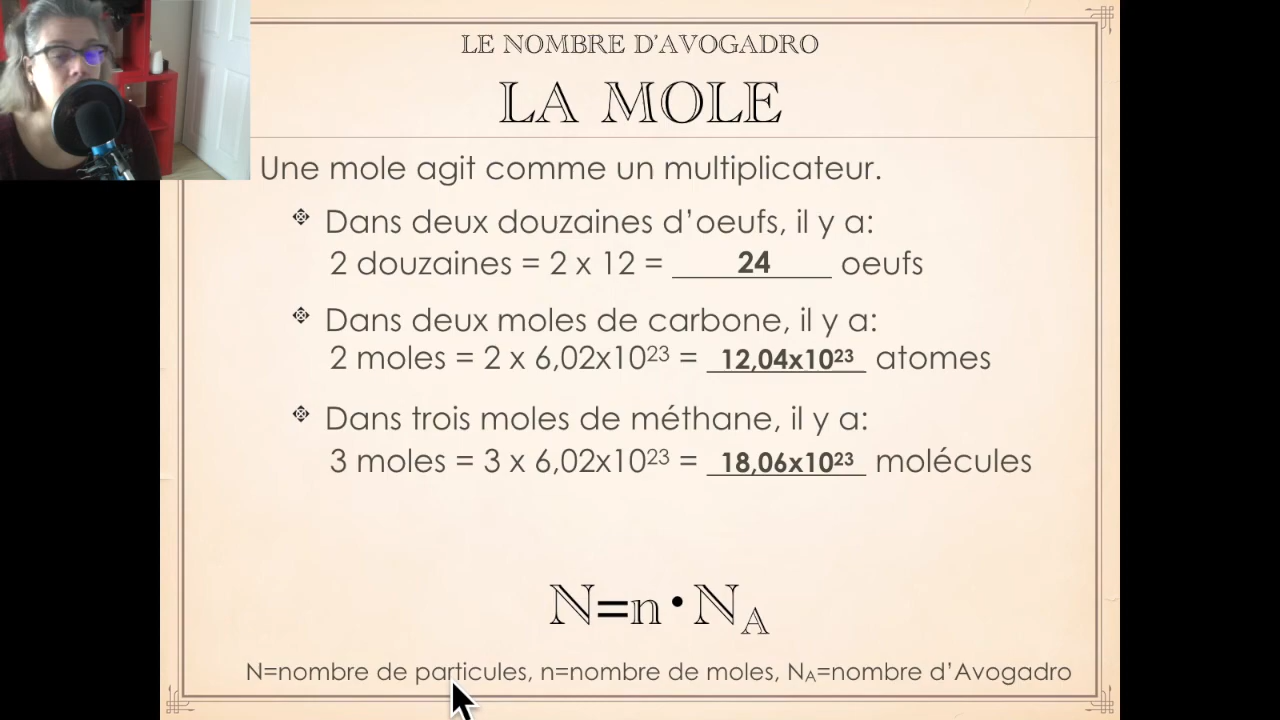 LE NOMBRE D'AVOGADRO
LA MOLE
Une mole agit comme un multiplicateur.
Dans deux douzaines d'oeufs, il y a:
2 douzaines = 2 x 12 = 24 oeufs
Dans deux moles de carbone, il y a:
2 moles = 2 x 6,02x10²³ = 12,04x10²³ atomes
Dans trois moles de méthane, il y a:
3 moles = 3 x 6,02x10²³ = 18,06x10²³ molécules
N=n·Nᴀ
N=nombre de particules, n=nombre de moles, Nᴀ=nombre d'Avogadro